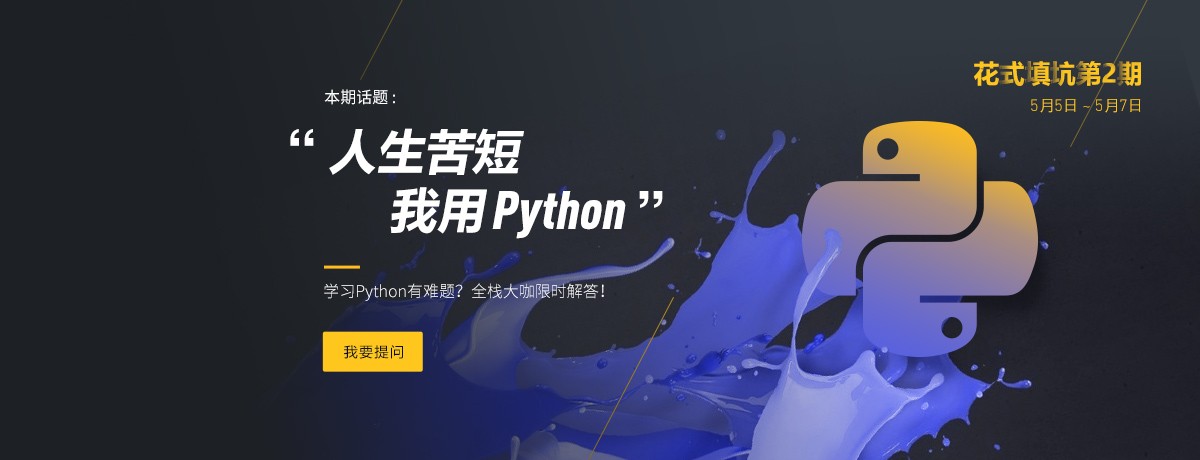 花式填坑第2期
5月5日 ~ 5月7日
本期话题：
“ 人生苦短
我用 Python ”
学习Python有难题？全栈大咖限时解答！
我要提问